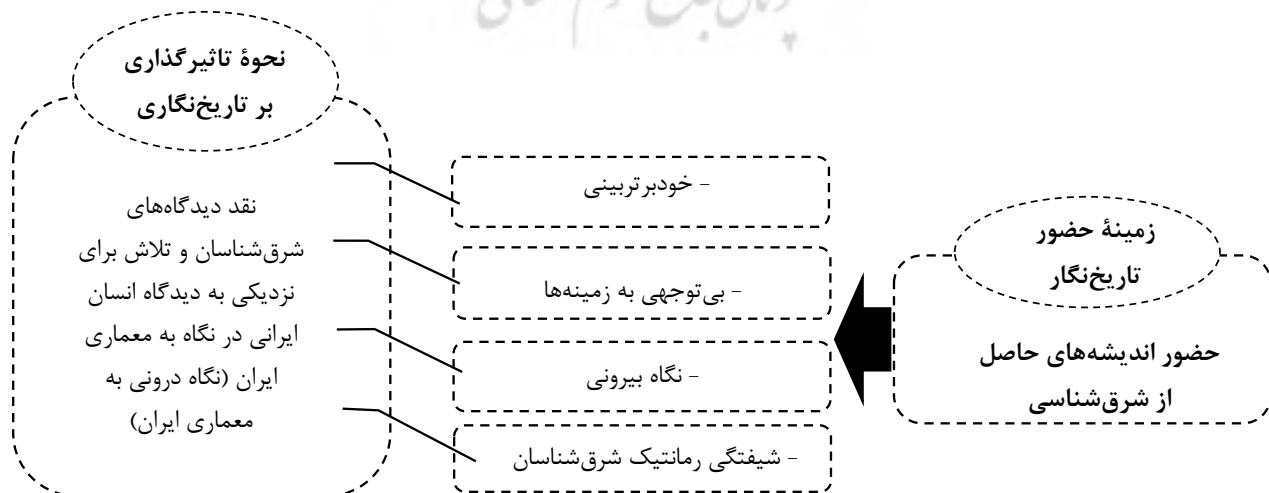 زمینۀ حضور
تاریخ‌نگار
حضور اندیشه‌های حاصل
از شرق‌شناسی
- خودبرتربینی
- بی‌توجهی به زمینه‌ها
- نگاه بیرونی
- شیفتگی رمانتیک شرق‌شناسان
نحوۀ تاثیرگذاری
بر تاریخ‌نگاری
نقد دیدگاه‌های
شرق‌شناسان و تلاش برای
نزدیکی به دیدگاه انسان
ایرانی در نگاه به معماری
ایران (نگاه درونی به
معماری ایران)